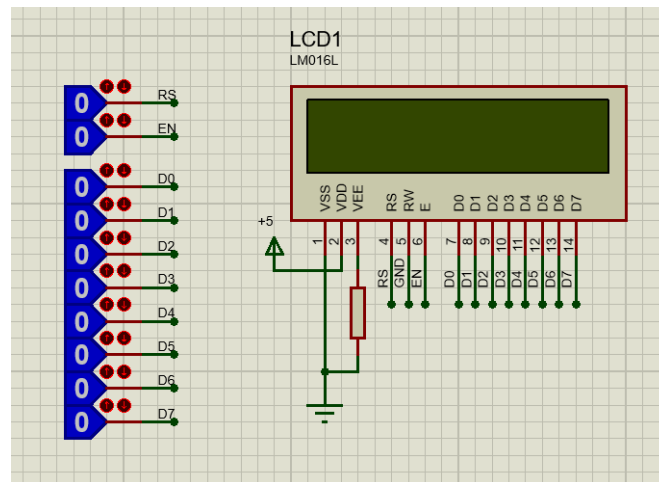 LCD1
LM016L
0 RS
0 EN
0 D0
0 D1
0 D2
0 D3
0 D4
0 D5
0 D6
0 D7
+5
VSS VDD VEE RS RW E D0 D1 D2 D3 D4 D5 D6 D7
1 2 3 4 5 6 7 8 9 10 11 12 13 14
RS GND EN D0 D1 D2 D3 D4 D5 D6 D7